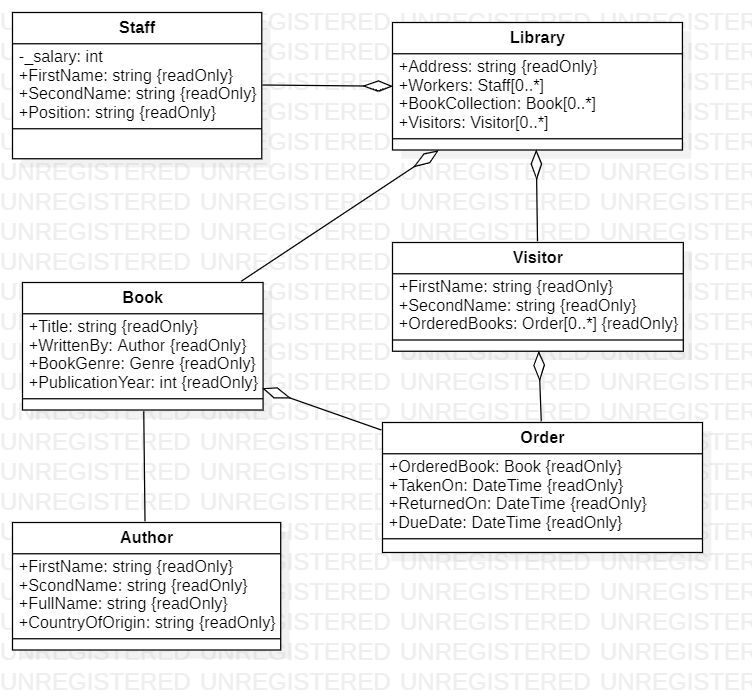 Staff
-_salary: int
+FirstName: string {readOnly}
+SecondName: string {readOnly}
+Position: string {readOnly}
Library
+Address: string {readOnly}
+Workers: Staff[0..*]
+BookCollection: Book[0..*]
+Visitors: Visitor[0..*]
Visitor
+FirstName: string {readOnly}
+SecondName: string {readOnly}
+OrderedBooks: Order[0..*] {readOnly}
Book
+Title: string {readOnly}
+WrittenBy: Author {readOnly}
+BookGenre: Genre {readOnly}
+PublicationYear: int {readOnly}
Order
+OrderedBook: Book {readOnly}
+TakenOn: DateTime {readOnly}
+ReturnedOn: DateTime {readOnly}
+DueDate: DateTime {readOnly}
Author
+FirstName: string {readOnly}
+ScondName: string {readOnly}
+FullName: string {readOnly}
+CountryOfOrigin: string {readOnly}
UNREGISTERED